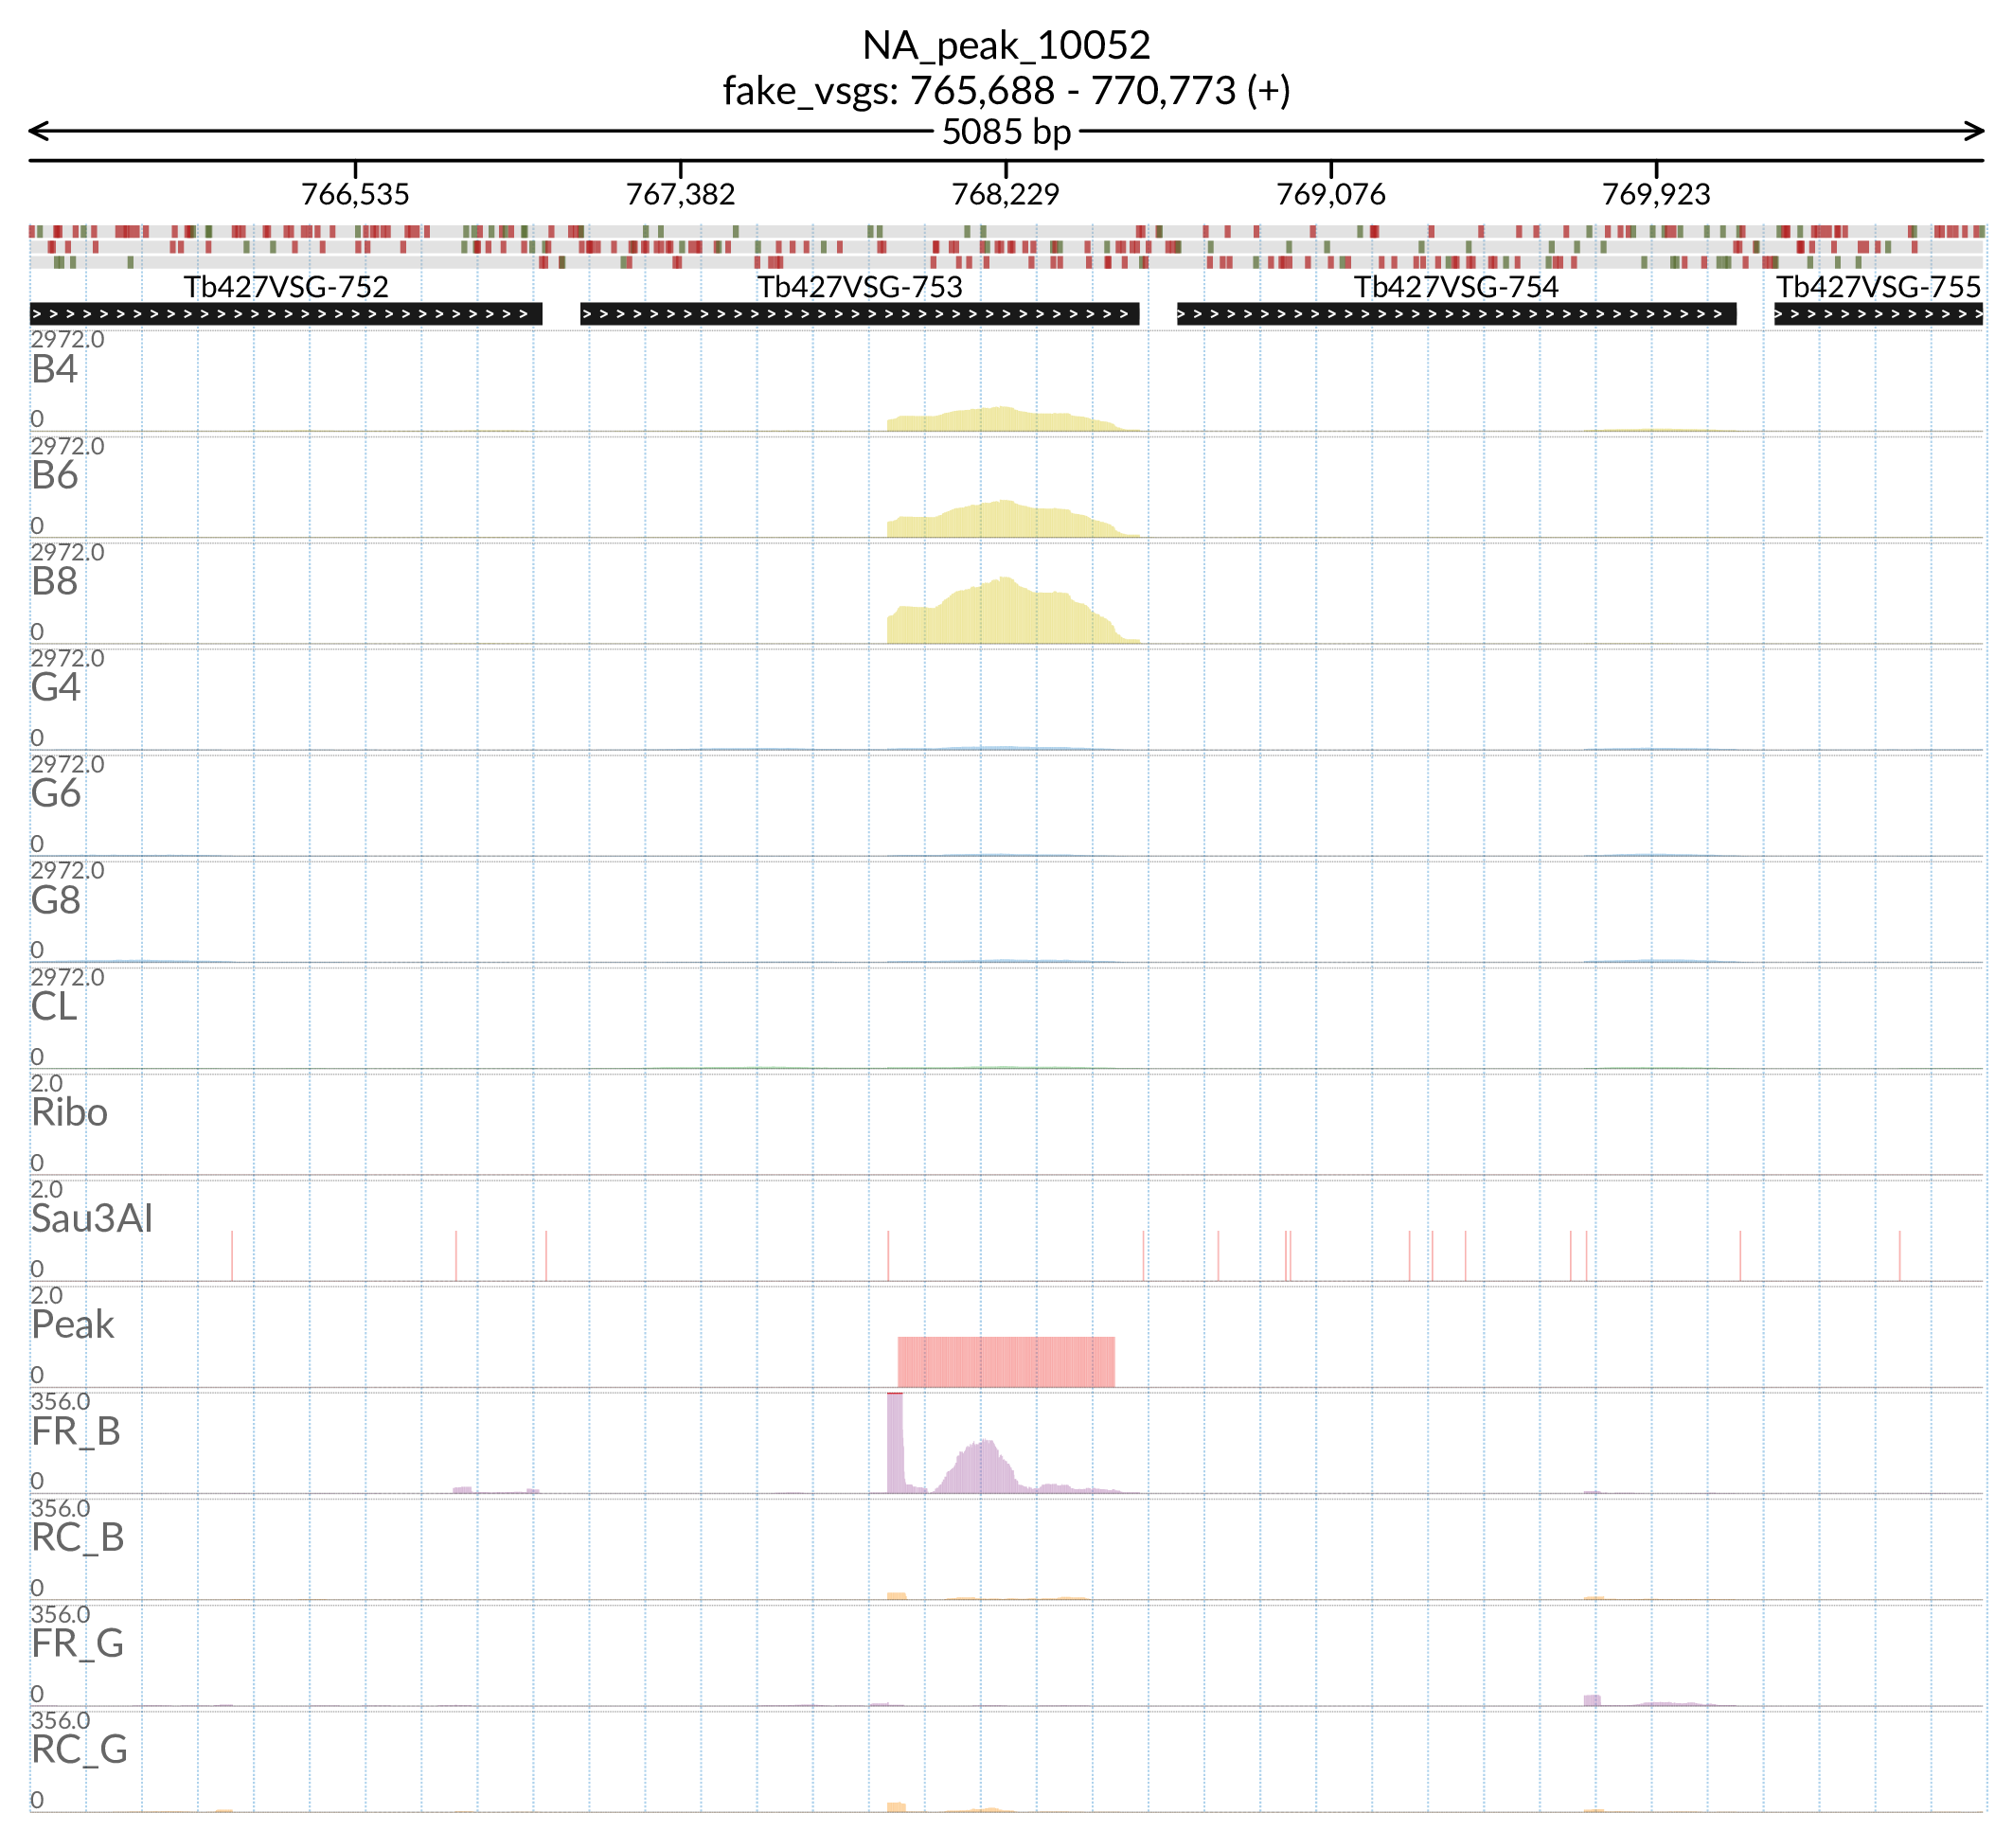 NA_peak_10052
fake_vsgs: 765,688 - 770,773 (+)
5085 bp
766,535 767,382 768,229 769,076 769,923
Tb427VSG-752 Tb427VSG-753 Tb427VSG-754 Tb427VSG-755
2972.0
B4
0
2972.0
B6
0
2972.0
B8
0
2972.0
G4
0
2972.0
G6
0
2972.0
G8
0
2972.0
CL
0
2.0
Ribo
0
2.0
Sau3AI
0
2.0
Peak
0
356.0
FR_B
0
356.0
RC_B
0
356.0
FR_G
0
356.0
RC_G
0